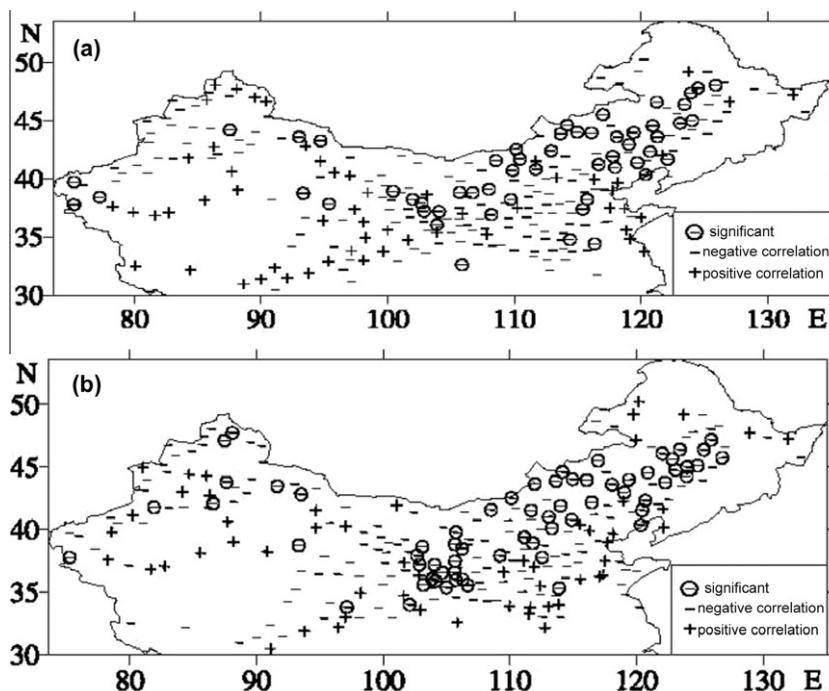 N
(a)
50
45
40
35
30
significant
negative correlation
positive correlation
80 90 100 110 120 130 E
N
(b)
50
45
40
35
30
significant
negative correlation
positive correlation
80 90 100 110 120 130